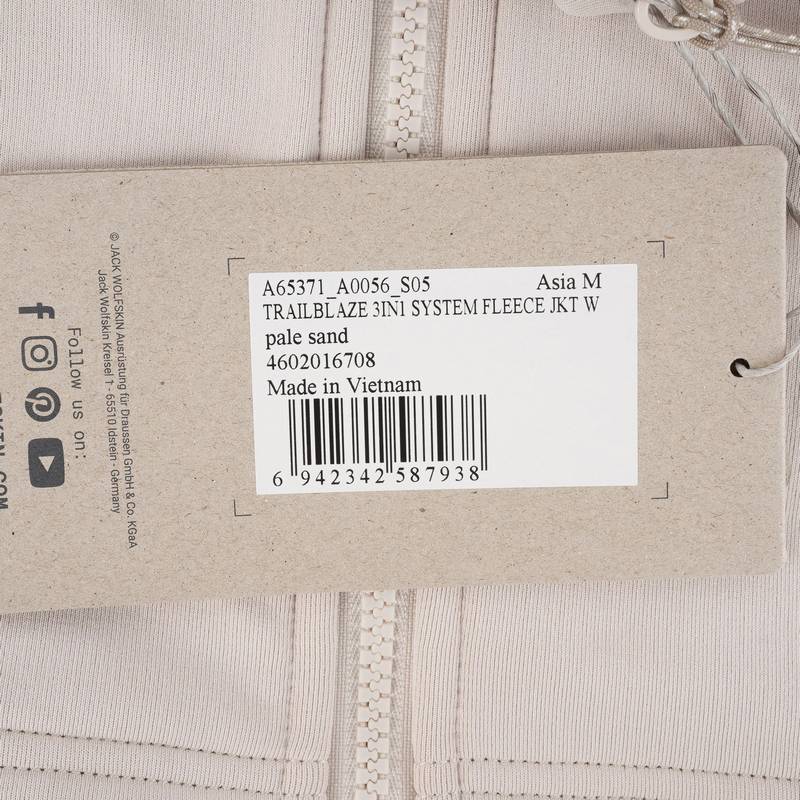 A65371_A0056_S05 Asia M
TRAILBLAZE 3IN1 SYSTEM FLEECE JKT W
pale sand
4602016708
Made in Vietnam
6 942342 587938
© JACK WOLFSKIN Ausrüstung für Draussen GmbH & Co. KGaA
Jack Wolfskin Kreisel 1 - 65510 Idstein - Germany
Follow us on: